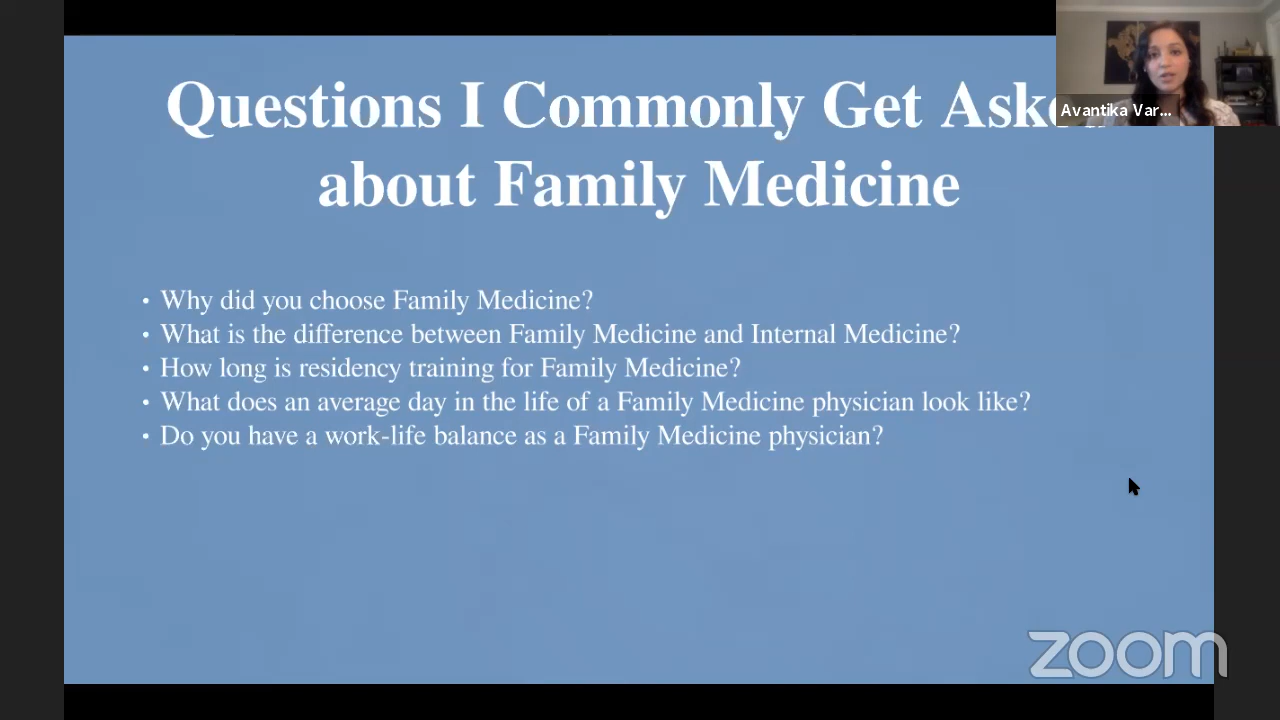 Questions I Commonly Get Asked
about Family Medicine
Avantika Var...
• Why did you choose Family Medicine?
• What is the difference between Family Medicine and Internal Medicine?
• How long is residency training for Family Medicine?
• What does an average day in the life of a Family Medicine physician look like?
• Do you have a work-life balance as a Family Medicine physician?
zoom